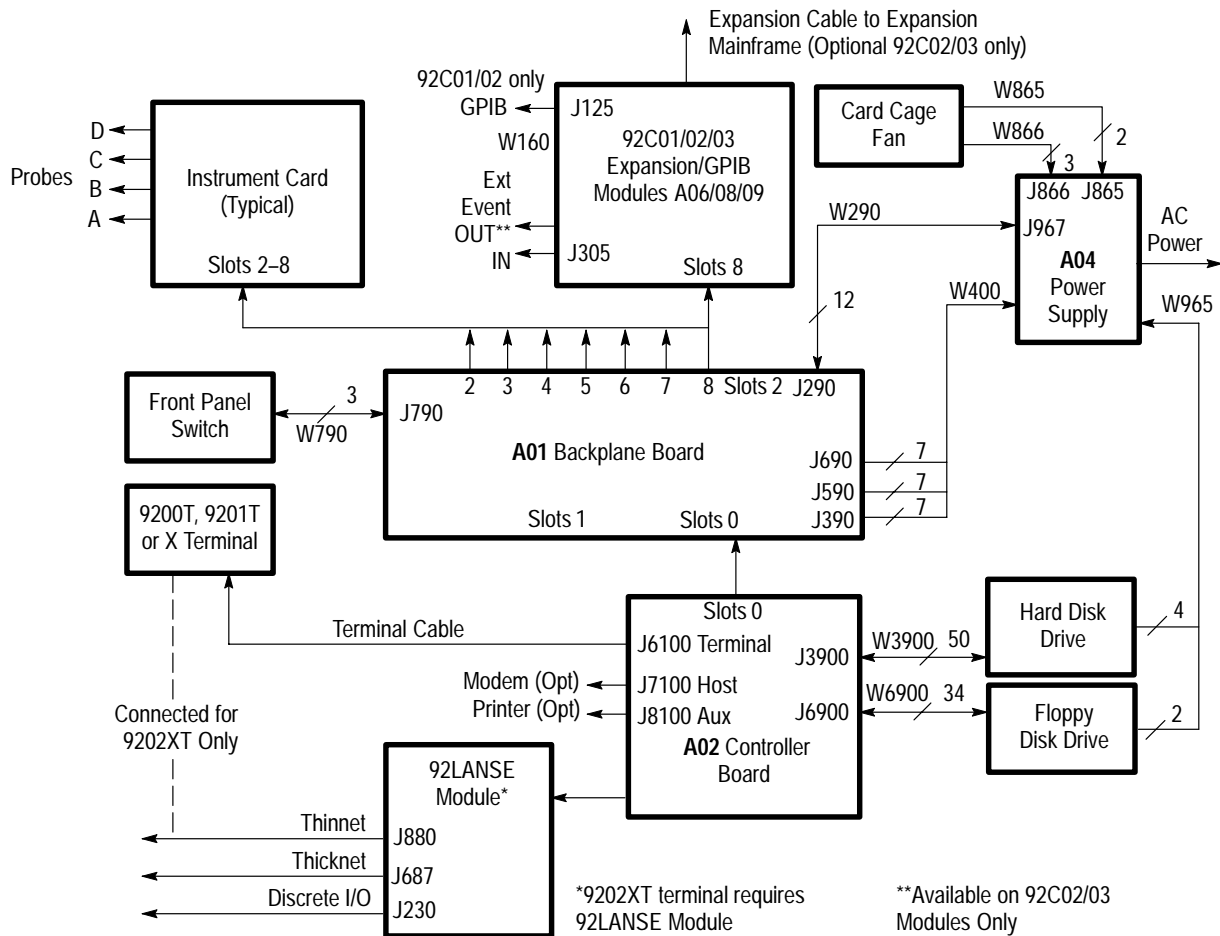 Expansion Cable to Expansion
Mainframe (Optional 92C02/03 only)
92C01/02 only
GPIB
J125
W160
92C01/02/03
Expansion/GPIB
Modules A06/08/09
Ext
Event
OUT**
IN
J305
Slots 8
Probes
D
C
B
A
Instrument Card
(Typical)
Slots 2–8
Card Cage
Fan
W865
W866
2
3
J866
J865
J967
A04
Power
Supply
AC
Power
W290
W400
W965
12
2
3
4
5
6
7
8
Slots 2
J290
Front Panel
Switch
3
W790
J790
A01 Backplane Board
J690
J590
J390
7
7
7
Slots 1
Slots 0
9200T, 9201T
or X Terminal
Terminal Cable
Connected for
9202XT Only
Slots 0
J6100 Terminal
J7100 Host
J8100 Aux
Modem (Opt)
Printer (Opt)
J3900
J6900
A02 Controller
Board
W3900
50
W6900
34
Hard Disk
Drive
4
Floppy
Disk Drive
2
92LANSE
Module*
Thinnet
J880
Thicknet
J687
Discrete I/O
J230
*9202XT terminal requires
92LANSE Module
**Available on 92C02/03
Modules Only